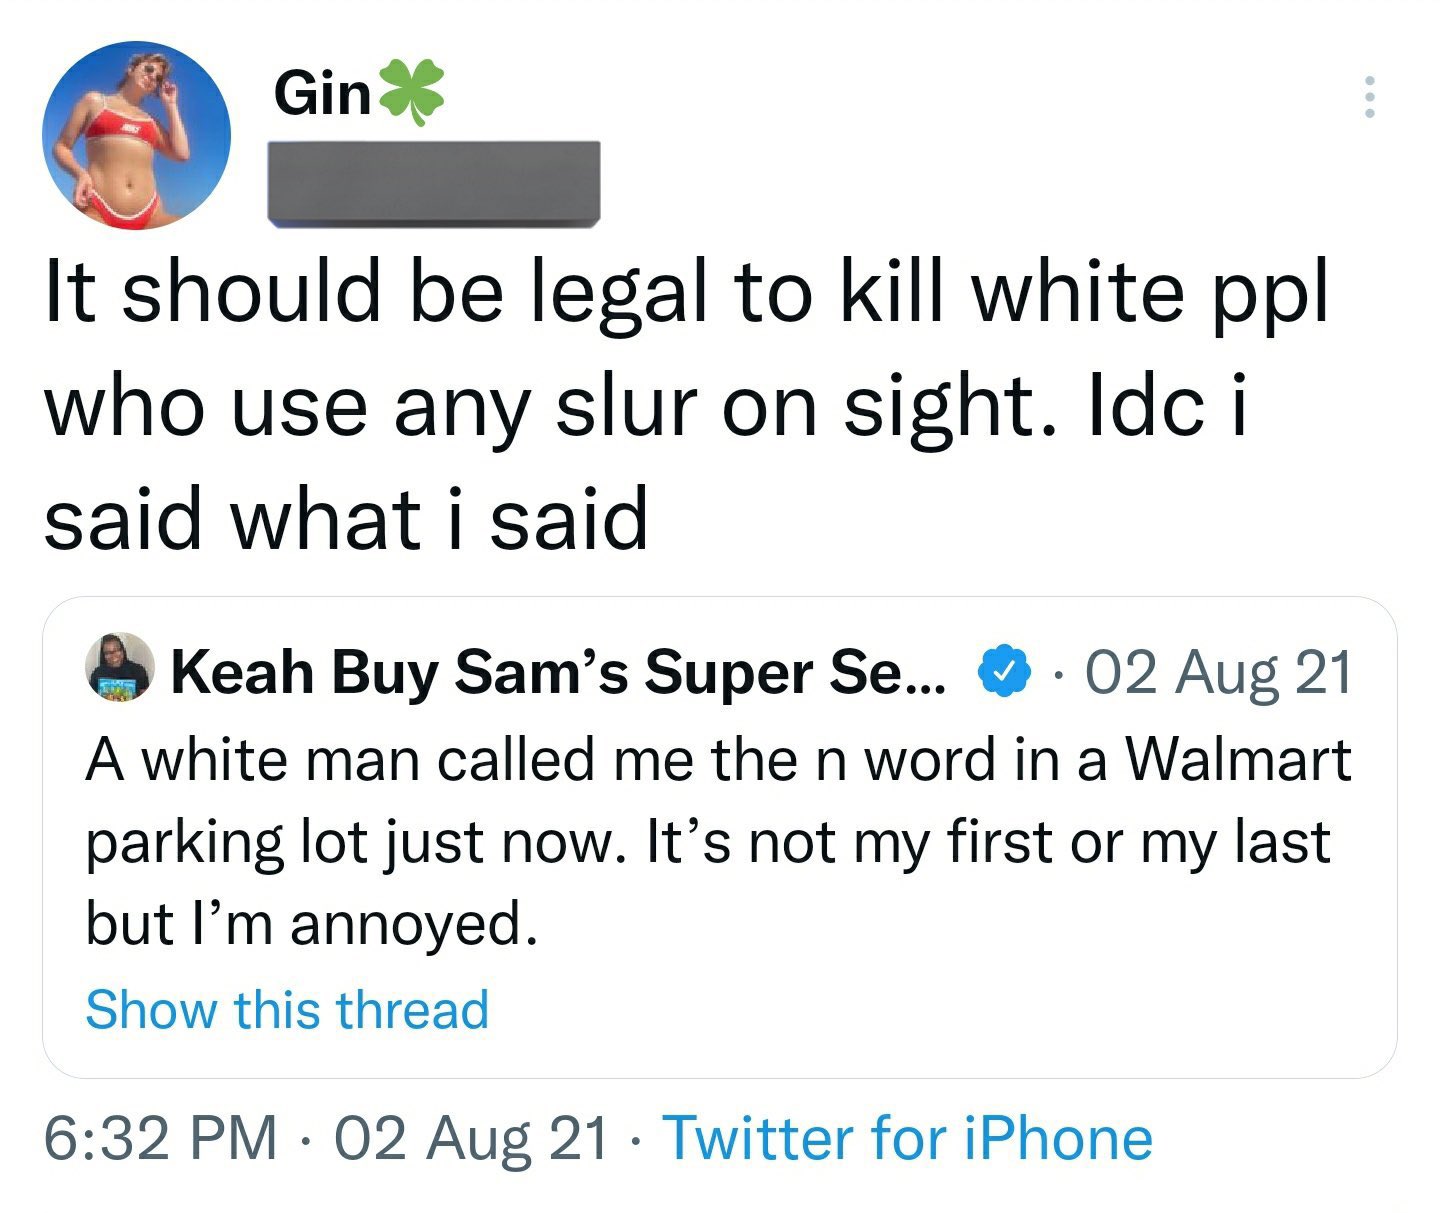 Gin🍀
It should be legal to kill white ppl
who use any slur on sight. Idc i
said what i said
Keah Buy Sam’s Super Se... · 02 Aug 21
A white man called me the n word in a Walmart
parking lot just now. It’s not my first or my last
but I’m annoyed.
Show this thread
6:32 PM · 02 Aug 21 · Twitter for iPhone